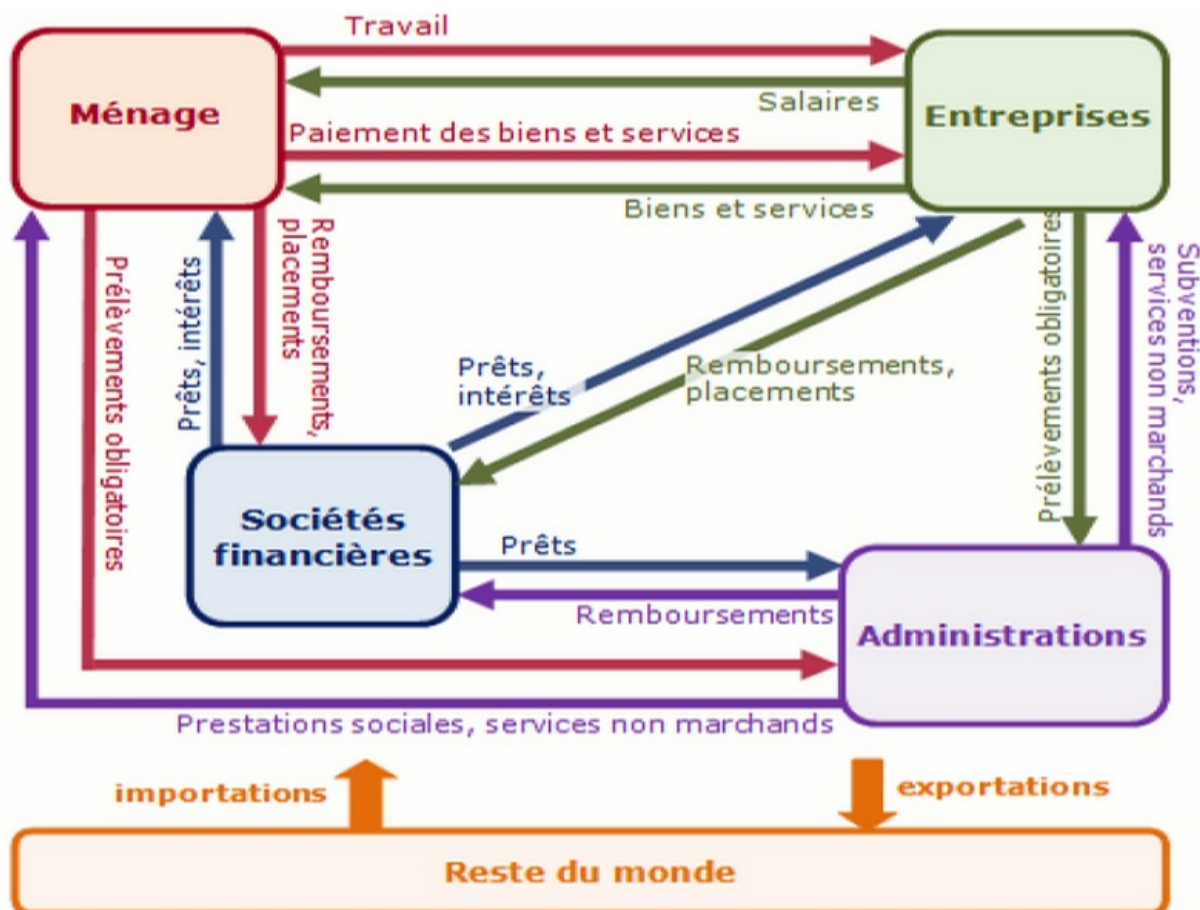 Travail
Ménage
Entreprises
Salaires
Paiement des biens et services
Biens et services
Prélèvements obligatoires
Prêts, intérêts
Remboursements,
placements
Prêts,
intérêts
Remboursements,
placements
Prélèvements obligatoires
Subventions,
services non marchands
Sociétés
financières
Prêts
Remboursements
Administrations
Prestations sociales, services non marchands
importations
exportations
Reste du monde